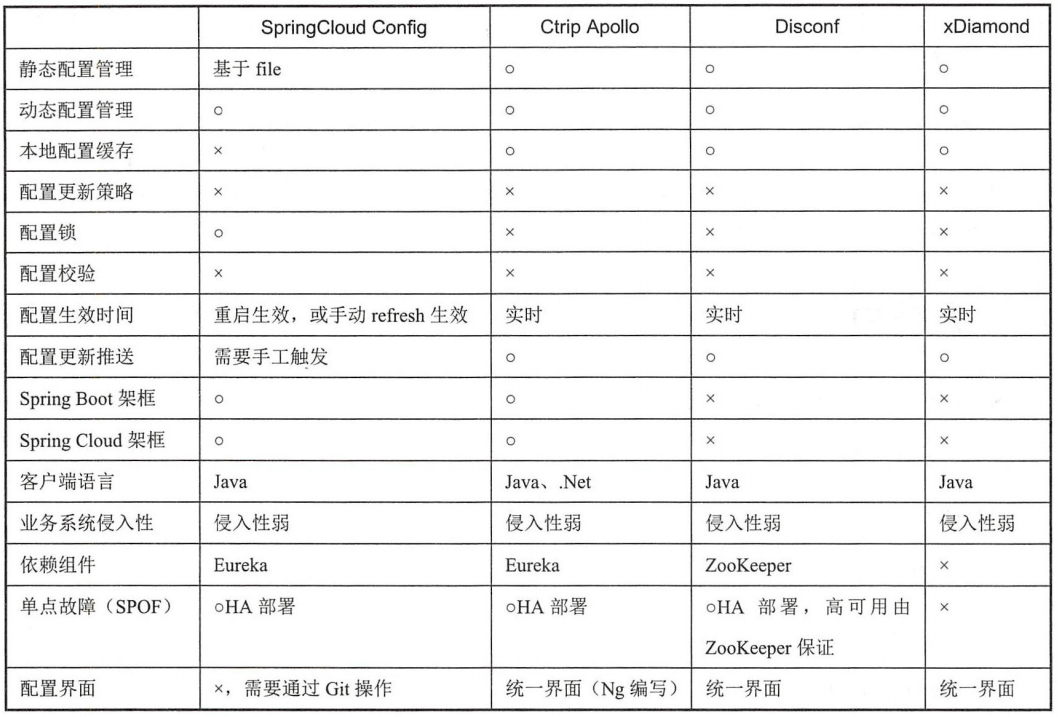 SpringCloud Config Ctrip Apollo Disconf xDiamond
静态配置管理 基于 file ○ ○ ○
动态配置管理 ○ ○ ○ ○
本地配置缓存 × ○ ○ ○
配置更新策略 × × × ×
配置锁 ○ × × ×
配置校验 × × × ×
配置生效时间 重启生效，或手动 refresh 生效 实时 实时 实时
配置更新推送 需要手工触发 ○ ○ ○
Spring Boot 架框 ○ ○ × ×
Spring Cloud 架框 ○ ○ × ×
客户端语言 Java Java、.Net Java Java
业务系统侵入性 侵入性弱 侵入性弱 侵入性弱 侵入性弱
依赖组件 Eureka Eureka ZooKeeper ×
单点故障（SPOF） ○HA 部署 ○HA 部署 ○HA 部署，高可用由 ×
ZooKeeper 保证
配置界面 ×，需要通过 Git 操作 统一界面（Ng 编写） 统一界面 统一界面